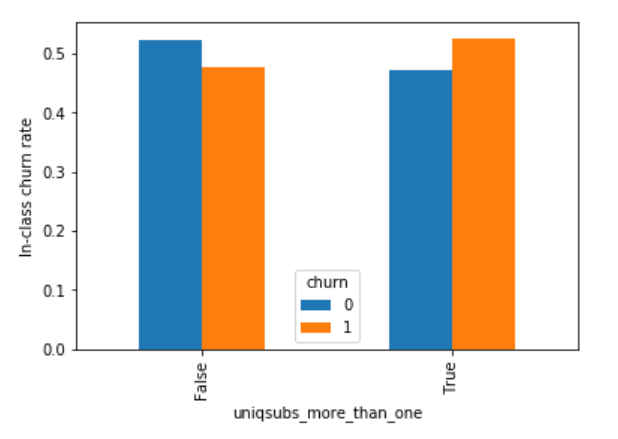 In-class churn rate
0.5
0.4
0.3
0.2
0.1
0.0
churn
0
1
False
True
uniqsubs_more_than_one